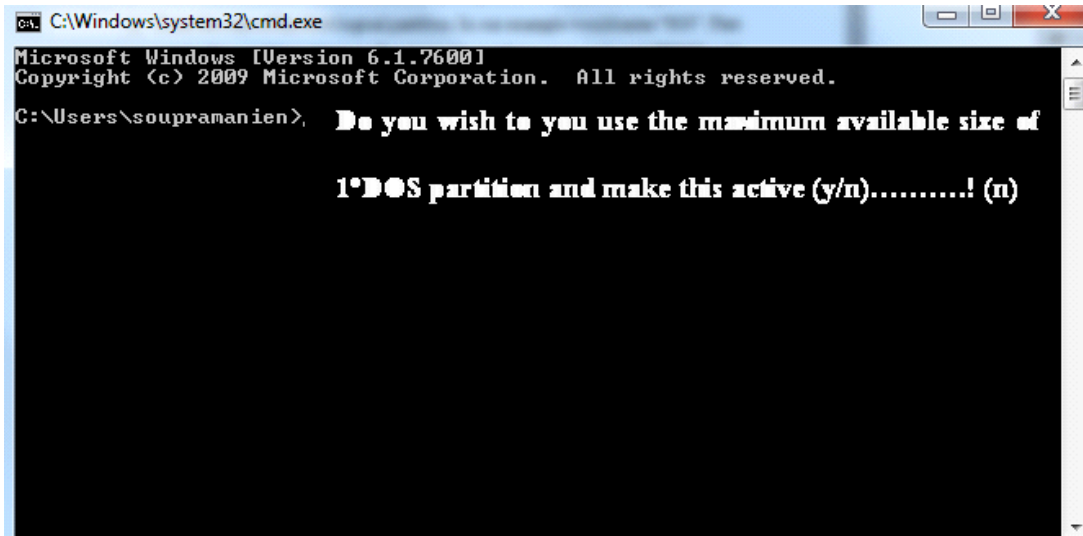 C:\Windows\system32\cmd.exe
Microsoft Windows [Version 6.1.7600]
Copyright (c) 2009 Microsoft Corporation. All rights reserved.
C:\Users\soupramanien> Do you wish to you use the maximum available size of
1°DOS partition and make this active (y/n)..........! (n)